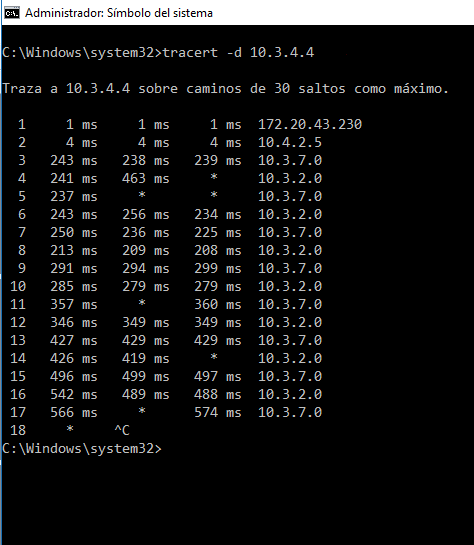 Administrador: Símbolo del sistema
C:\Windows\system32>tracert -d 10.3.4.4
Traza a 10.3.4.4 sobre caminos de 30 saltos como máximo.
1 1 ms 1 ms 1 ms 172.20.43.230
2 4 ms 4 ms 4 ms 10.4.2.5
3 243 ms 238 ms 239 ms 10.3.7.0
4 241 ms 463 ms * 10.3.2.0
5 237 ms * * 10.3.7.0
6 243 ms 256 ms 234 ms 10.3.2.0
7 250 ms 236 ms 225 ms 10.3.7.0
8 213 ms 209 ms 208 ms 10.3.2.0
9 291 ms 294 ms 299 ms 10.3.7.0
10 285 ms 279 ms 279 ms 10.3.2.0
11 357 ms * 360 ms 10.3.7.0
12 346 ms 349 ms 349 ms 10.3.2.0
13 427 ms 429 ms 429 ms 10.3.7.0
14 426 ms 419 ms * 10.3.2.0
15 496 ms 499 ms 497 ms 10.3.7.0
16 542 ms 489 ms 488 ms 10.3.2.0
17 566 ms * 574 ms 10.3.7.0
18 * ^C
C:\Windows\system32>